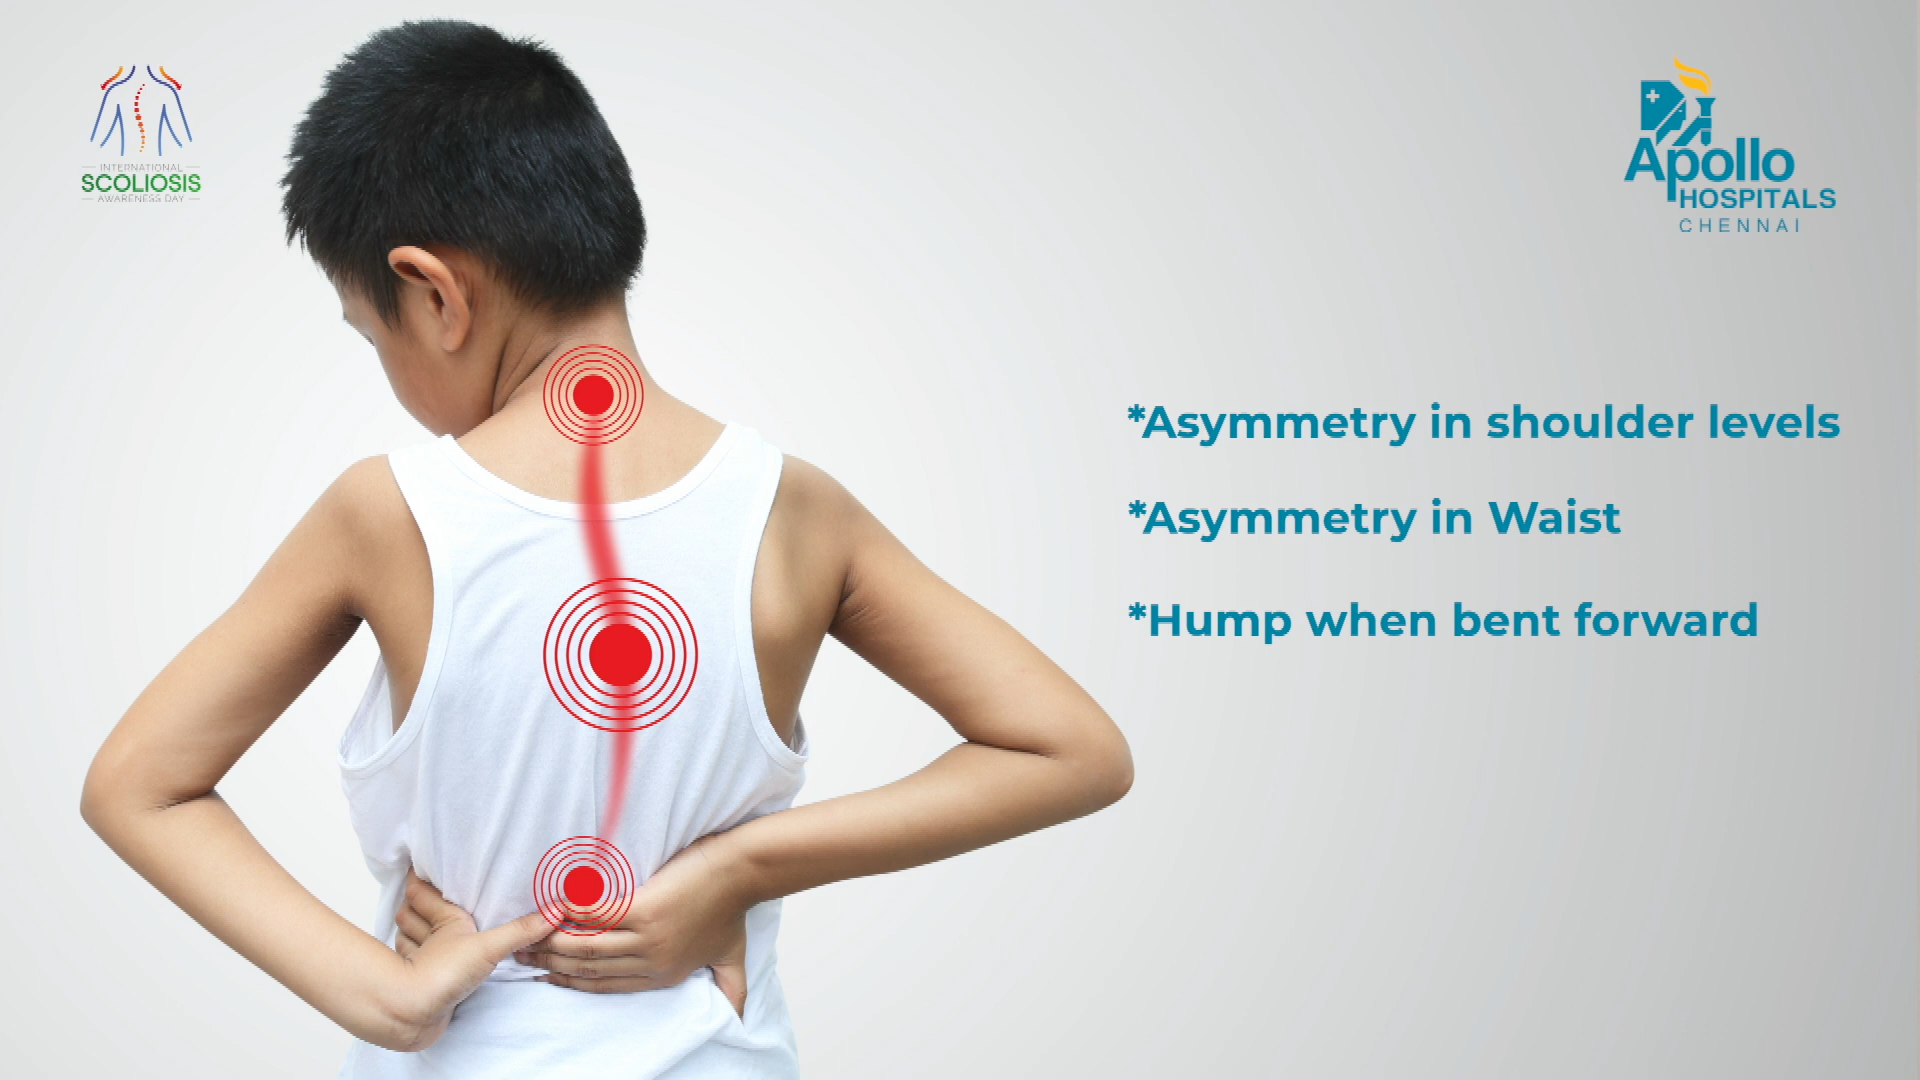 INTERNATIONAL
SCOLIOSIS
AWARENESS DAY
Apollo
HOSPITALS
CHENNAI
*Asymmetry in shoulder levels
*Asymmetry in Waist
*Hump when bent forward